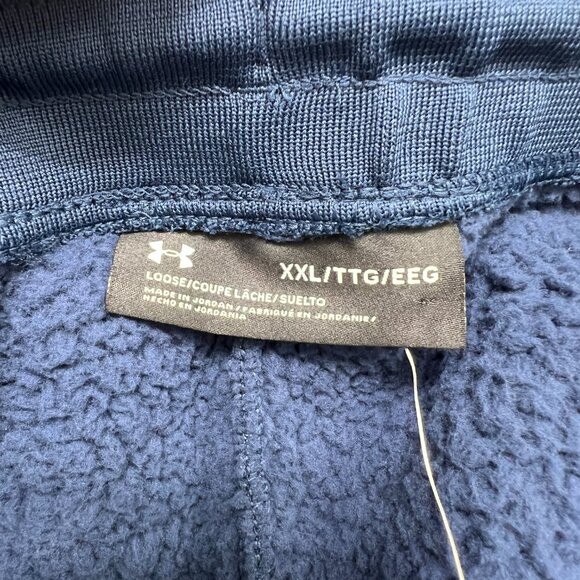 XXL/TTG/EEG
LOOSE/COUPE LÂCHE/SUELTO
MADE IN JORDAN/FABRIQUÉ EN JORDANIE/
HECHO EN JORDANIA